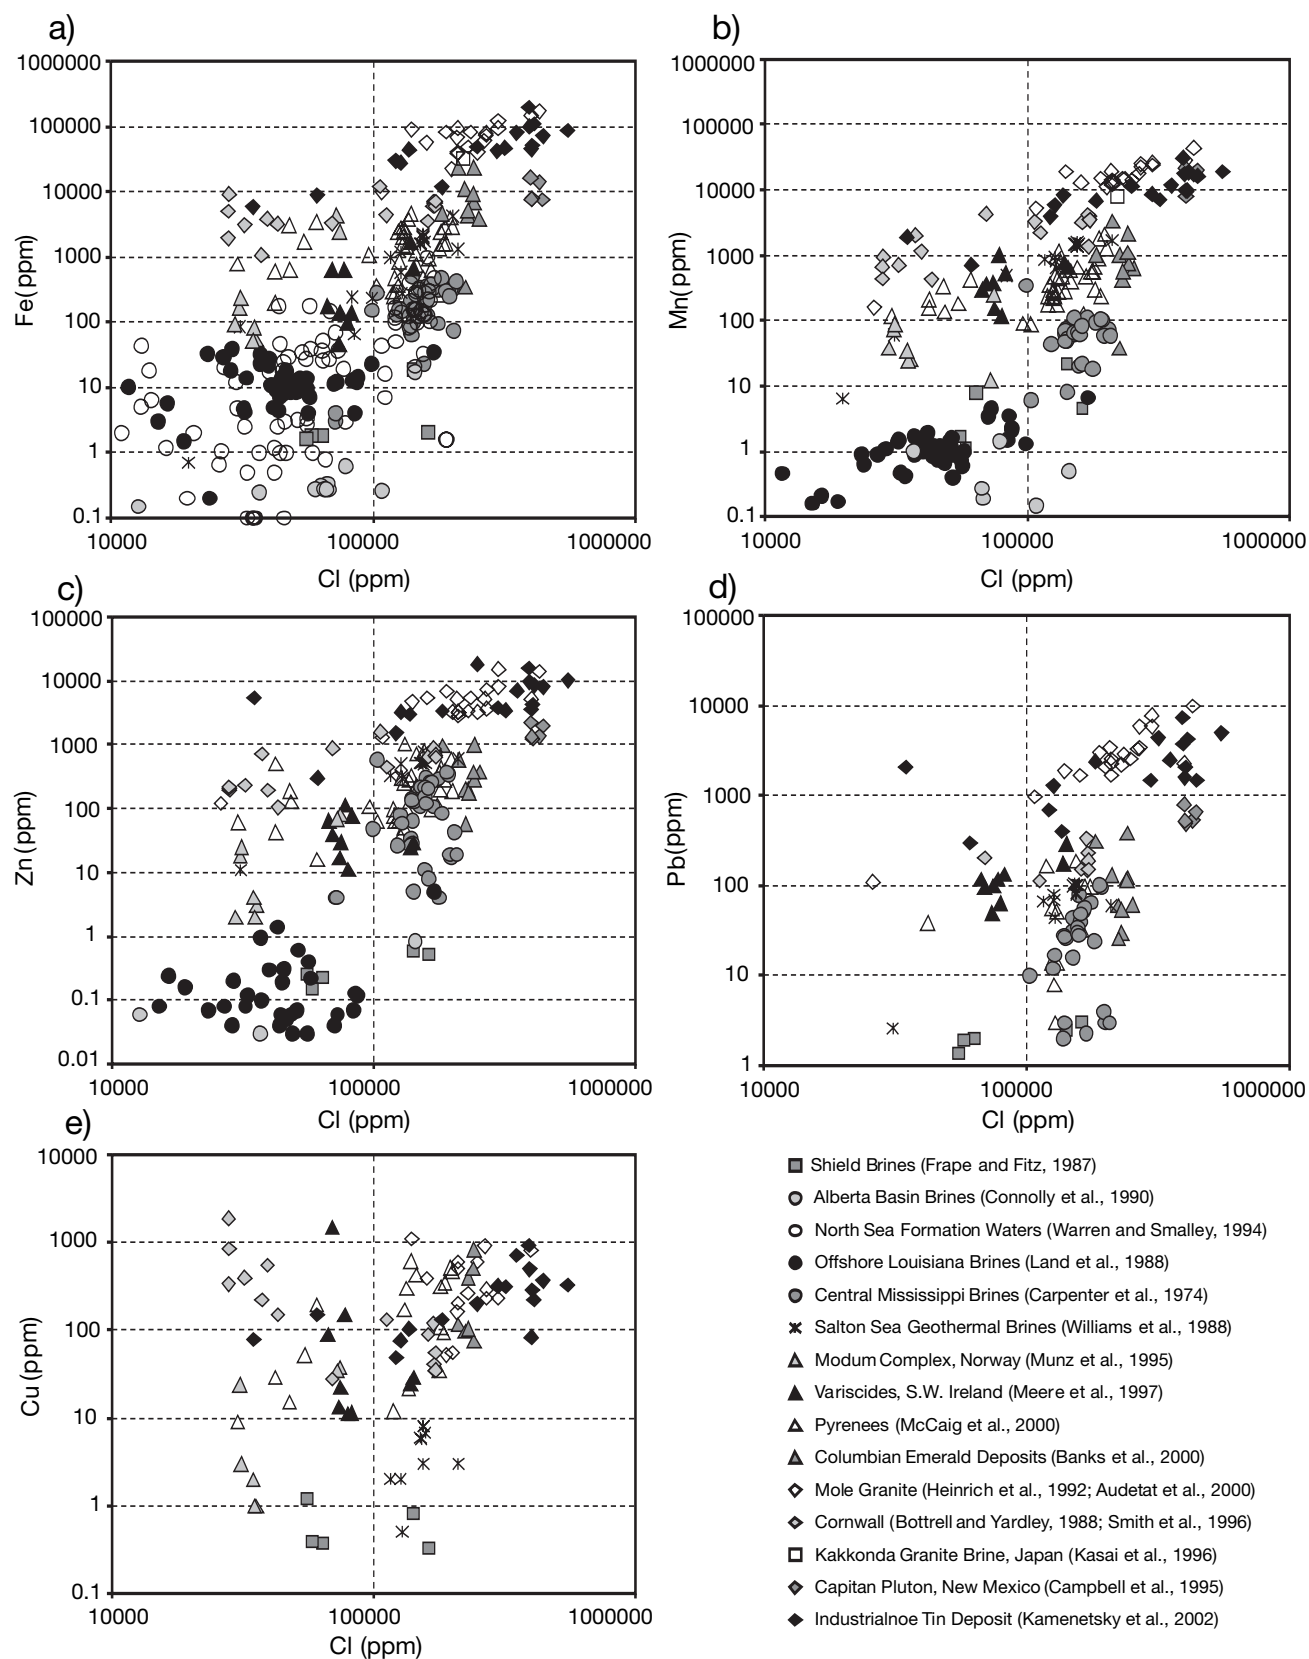 a)
1000000
100000
10000
1000
100
10
1
0.1
Fe (ppm)
10000 100000 1000000
Cl (ppm)
b)
1000000
100000
10000
1000
100
10
1
0.1
Mn (ppm)
10000 100000 1000000
Cl (ppm)
c)
100000
10000
1000
100
10
1
0.1
0.01
Zn (ppm)
10000 100000 1000000
Cl (ppm)
d)
100000
10000
1000
100
10
1
Pb (ppm)
10000 1000000 1000000
Cl (ppm)
e)
10000
1000
100
10
1
0.1
Cu (ppm)
10000 100000 1000000
Cl (ppm)
Shield Brines (Frape and Fitz, 1987)
Alberta Basin Brines (Connolly et al., 1990)
North Sea Formation Waters (Warren and Smalley, 1994)
Offshore Louisiana Brines (Land et al., 1988)
Central Mississippi Brines (Carpenter et al., 1974)
Salton Sea Geothermal Brines (Williams et al., 1988)
Modum Complex, Norway (Munz et al., 1995)
Variscides, S.W. Ireland (Meere et al., 1997)
Pyrenees (McCaig et al., 2000)
Columbian Emerald Deposits (Banks et al., 2000)
Mole Granite (Heinrich et al., 1992; Audetat et al., 2000)
Cornwall (Bottrell and Yardley, 1988; Smith et al., 1996)
Kakkonda Granite Brine, Japan (Kasai et al., 1996)
Capitan Pluton, New Mexico (Campbell et al., 1995)
Industrialnoe Tin Deposit (Kamenetsky et al., 2002)